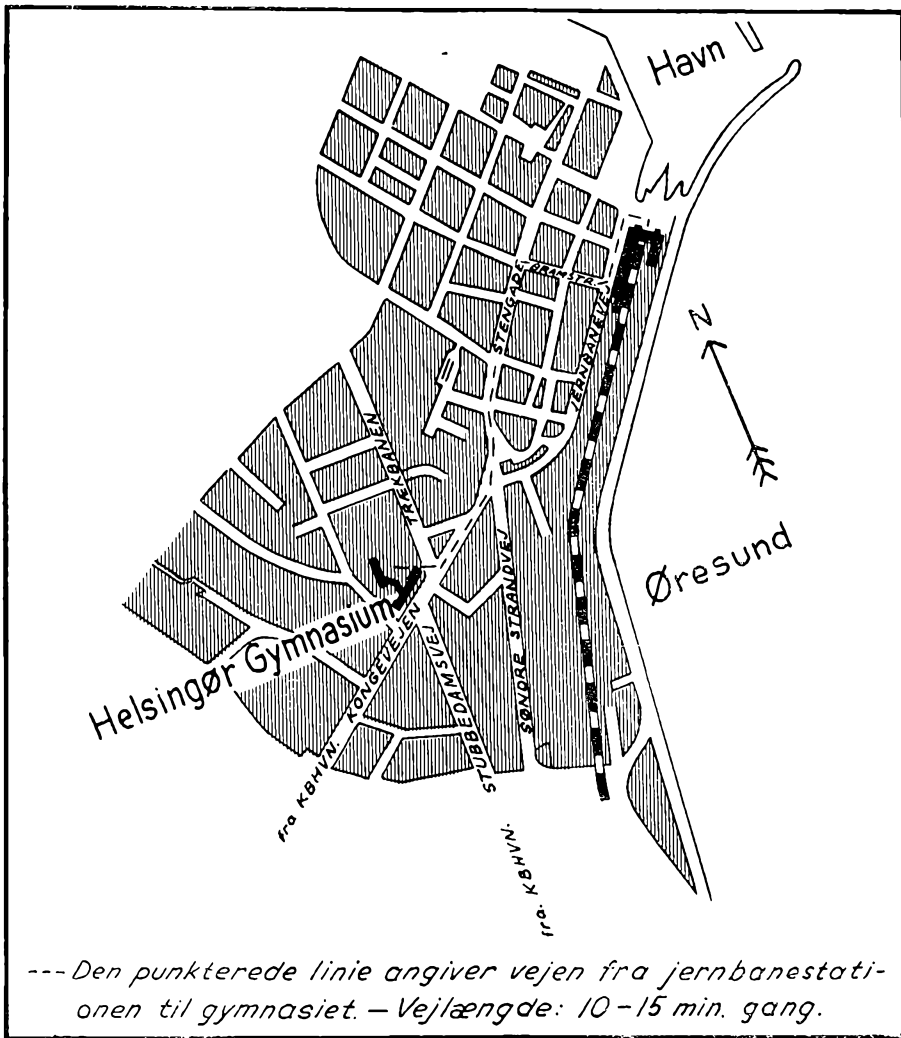 Havn
N
BRAMSTR.
STENGADE
JERNBANEVEJ
TRÆKBANEN
Øresund
SØNDRE STRANDVEJ
Helsingør Gymnasium
KONGEVEJEN
STUBBEDAMSVEJ
fra KBHVN.
fra. KBHVN.
--- Den punkterede linie angiver vejen fra jernbanestati-
onen til gymnasiet. — Vejlængde: 10-15 min. gang.